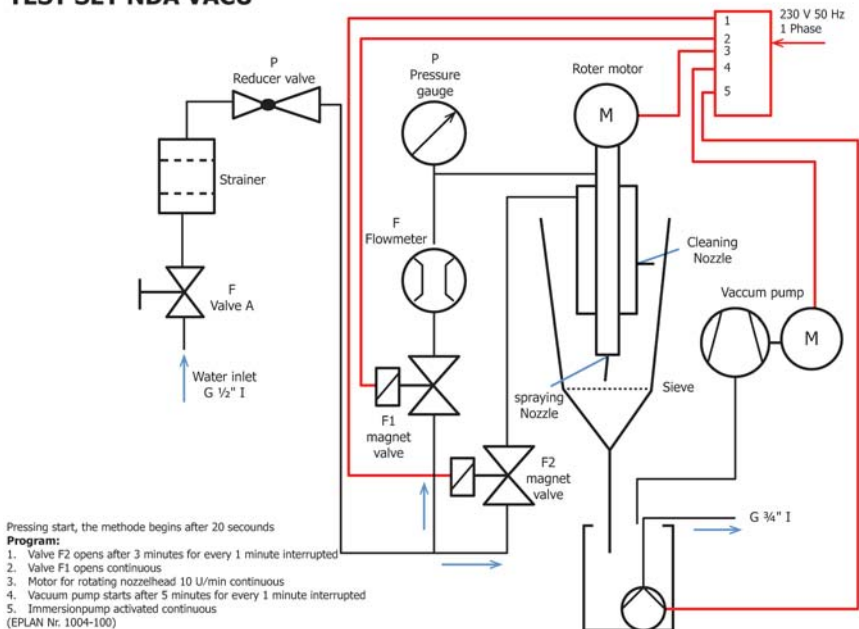 TEST SET NDA VACU
P
Reducer valve
P
Pressure
gauge
Roter motor
1
2
3
4
5
230 V 50 Hz
1 Phase
M
Strainer
F
Flowmeter
Cleaning
Nozzle
F
Valve A
Vaccum pump
M
Water inlet
G ½" I
spraying
Nozzle
Sieve
F1
magnet
valve
F2
magnet
valve
G ¾" I
Pressing start, the methode begins after 20 secounds
Program:
1. Valve F2 opens after 3 minutes for every 1 minute interrupted
2. Valve F1 opens continuous
3. Motor for rotating nozzelhead 10 U/min continuous
4. Vacuum pump starts after 5 minutes for every 1 minute interrupted
5. Immersionpump activated continuous
(EPLAN Nr. 1004-100)